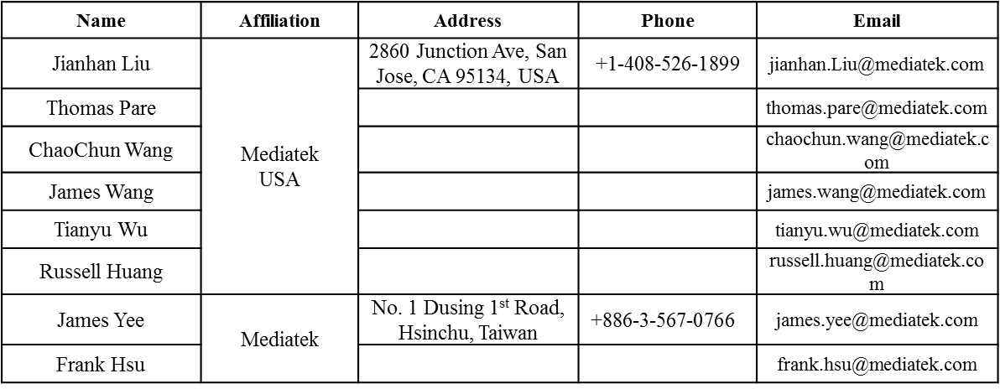 Name Affiliation Address Phone Email
Jianhan Liu
Mediatek
USA
2860 Junction Ave, San
Jose, CA 95134, USA
+1-408-526-1899
jianhan.Liu@mediatek.com
Thomas Pare
thomas.pare@mediatek.com
ChaoChun Wang
chaochun.wang@mediatek.c
om
James Wang
james.wang@mediatek.com
Tianyu Wu
tianyu.wu@mediatek.com
Russell Huang
russell.huang@mediatek.co
m
James Yee
Mediatek
No. 1 Dusing 1st Road,
Hsinchu, Taiwan
+886-3-567-0766
james.yee@mediatek.com
Frank Hsu
frank.hsu@mediatek.com